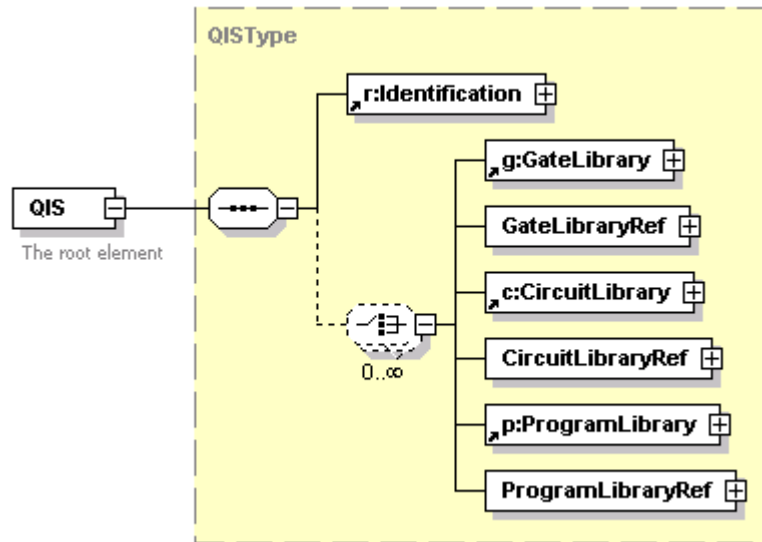 QISType
r:Identification
g:GateLibrary
QIS
GateLibraryRef
The root element
c:CircuitLibrary
CircuitLibraryRef
0..∞
p:ProgramLibrary
ProgramLibraryRef